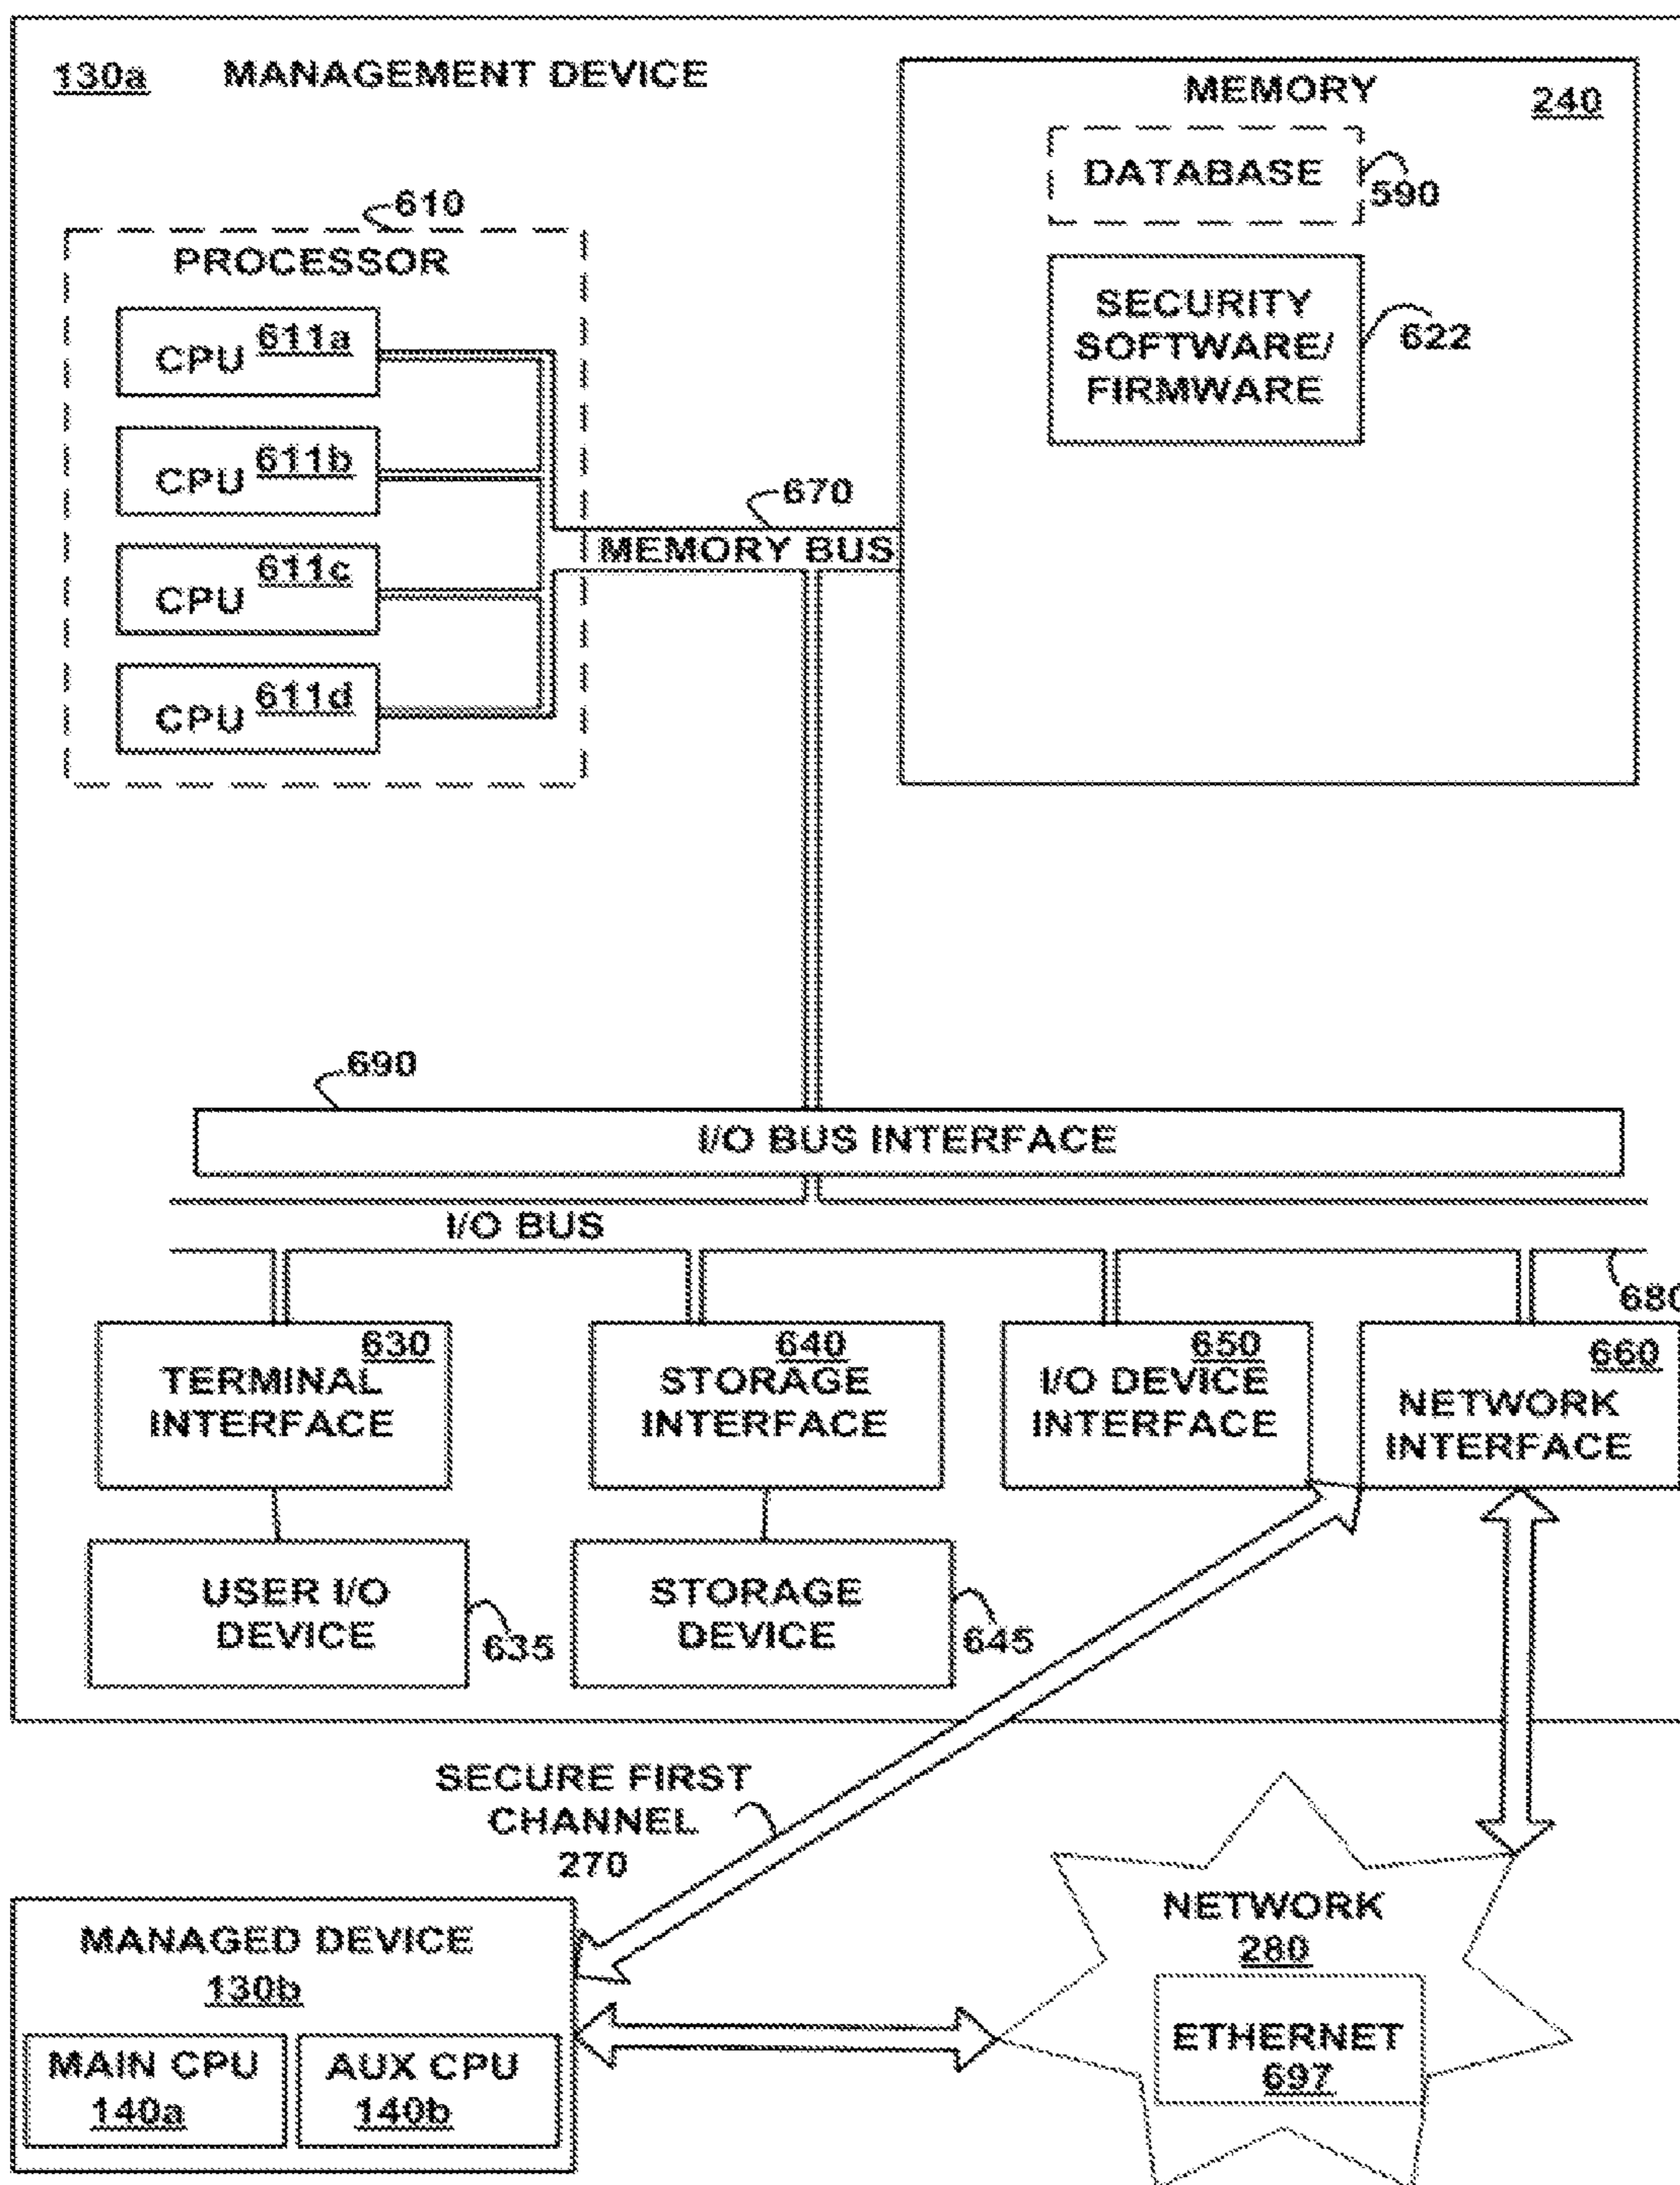 130a MANAGEMENT DEVICE
MEMORY
240
DATABASE
590
SECURITY
SOFTWARE/
FIRMWARE
622
610
PROCESSOR
CPU 611a
CPU 611b
CPU 611c
CPU 611d
670
MEMORY BUS
690
I/O BUS INTERFACE
I/O BUS
680
630
TERMINAL
INTERFACE
640
STORAGE
INTERFACE
650
I/O DEVICE
INTERFACE
660
NETWORK
INTERFACE
USER I/O
DEVICE
635
STORAGE
DEVICE
645
SECURE FIRST
CHANNEL
270
MANAGED DEVICE
130b
MAIN CPU
140a
AUX CPU
140b
NETWORK
280
ETHERNET
697